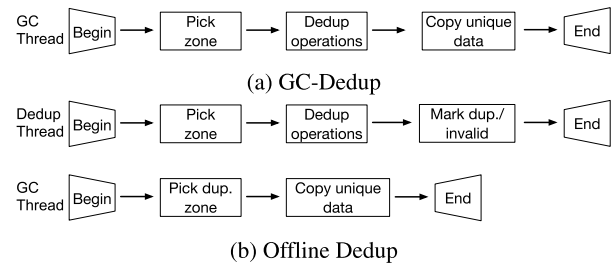 GC
Thread
Begin
Pick
zone
Dedup
operations
Copy unique
data
End
(a) GC-Dedup
Dedup
Thread
Begin
Pick
zone
Dedup
operations
Mark dup./
invalid
End
GC
Thread
Begin
Pick dup.
zone
Copy unique
data
End
(b) Offline Dedup